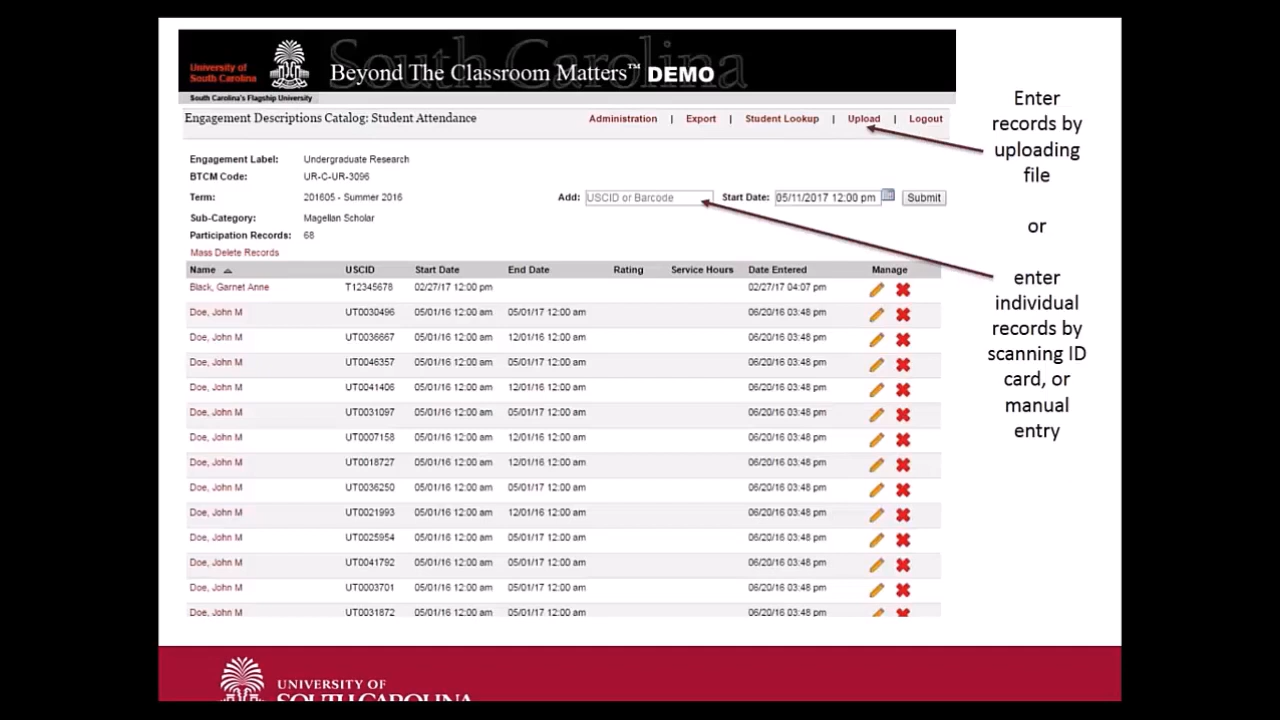 South Carolina
University of
South Carolina
Beyond The Classroom Matters™ DEMO
South Carolina's Flagship University
Engagement Descriptions Catalog: Student Attendance
Administration | Export | Student Lookup | Upload | Logout
Engagement Label: Undergraduate Research
BTCM Code: UR-C-UR-3096
Term: 201605 - Summer 2016
Add: USCID or Barcode Start Date: 05/11/2017 12:00 pm Submit
Sub-Category: Magellan Scholar
Participation Records: 68
Mass Delete Records
Name USCID Start Date End Date Rating Service Hours Date Entered Manage
Black, Garnet Anne T12345678 02/27/17 12:00 pm 02/27/17 04:07 pm
Doe, John M UT0030496 05/01/16 12:00 am 05/01/17 12:00 am 06/20/16 03:48 pm
Doe, John M UT0036667 05/01/16 12:00 am 12/01/16 12:00 am 06/20/16 03:48 pm
Doe, John M UT0046357 05/01/16 12:00 am 05/01/17 12:00 am 06/20/16 03:48 pm
Doe, John M UT0041406 05/01/16 12:00 am 12/01/16 12:00 am 06/20/16 03:48 pm
Doe, John M UT0031097 05/01/16 12:00 am 05/01/17 12:00 am 06/20/16 03:48 pm
Doe, John M UT0007158 05/01/16 12:00 am 12/01/16 12:00 am 06/20/16 03:48 pm
Doe, John M UT0018727 05/01/16 12:00 am 12/01/16 12:00 am 06/20/16 03:48 pm
Doe, John M UT0036250 05/01/16 12:00 am 05/01/17 12:00 am 06/20/16 03:48 pm
Doe, John M UT0021993 05/01/16 12:00 am 12/01/16 12:00 am 06/20/16 03:48 pm
Doe, John M UT0025954 05/01/16 12:00 am 05/01/17 12:00 am 06/20/16 03:48 pm
Doe, John M UT0041792 05/01/16 12:00 am 05/01/17 12:00 am 06/20/16 03:48 pm
Doe, John M UT0003701 05/01/16 12:00 am 05/01/17 12:00 am 06/20/16 03:48 pm
Doe, John M UT0031872 05/01/16 12:00 am 05/01/17 12:00 am 06/20/16 03:48 pm
Enter
records by
uploading
file
or
enter
individual
records by
scanning ID
card, or
manual
entry
UNIVERSITY OF
SOUTH CAROLINA